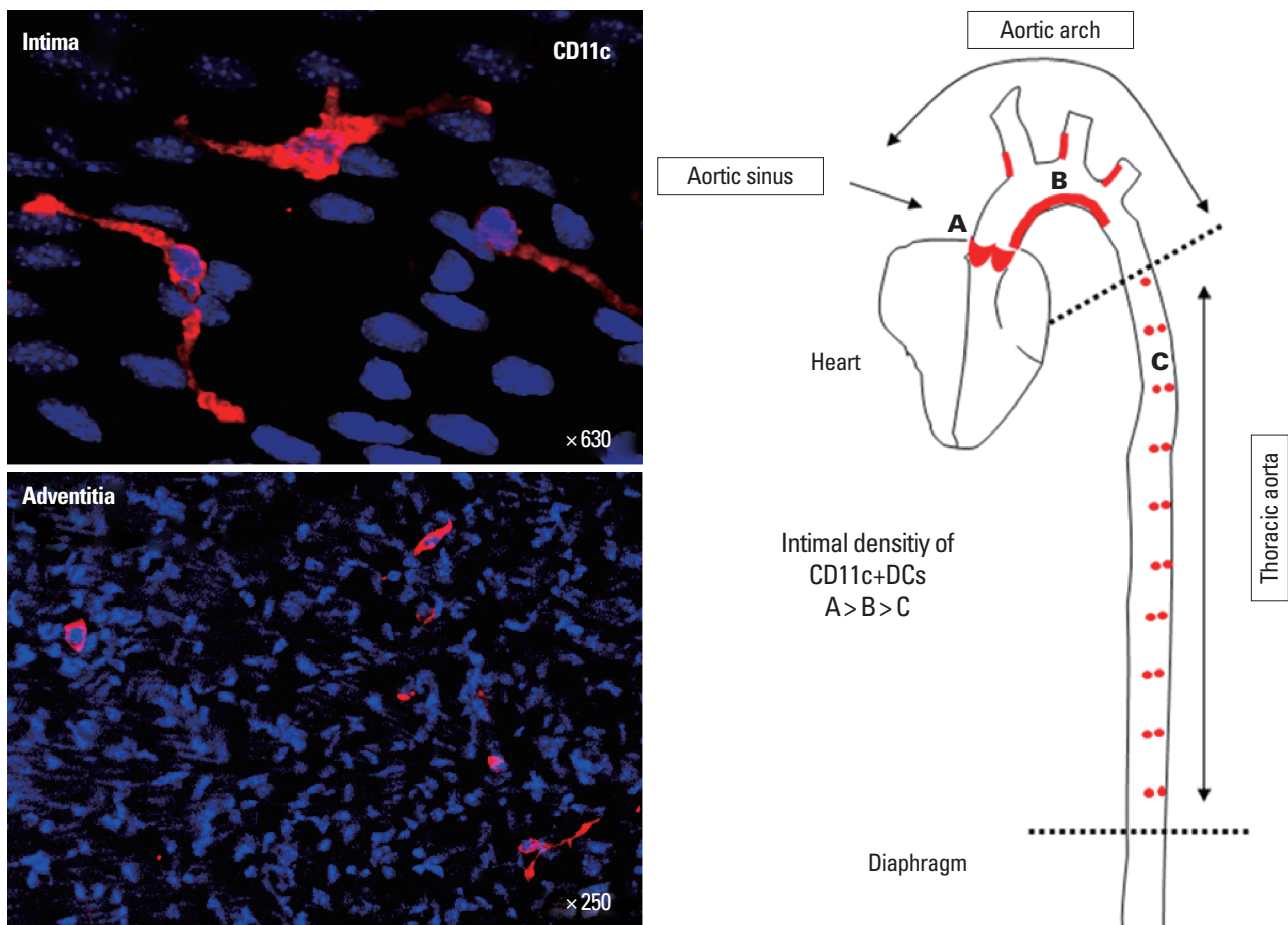 Intima
CD11c
× 630
Adventitia
× 250
Aortic arch
Aortic sinus
A
B
C
Heart
Intimal densitiy of
CD11c+DCs
A > B > C
Thoracic aorta
Diaphragm